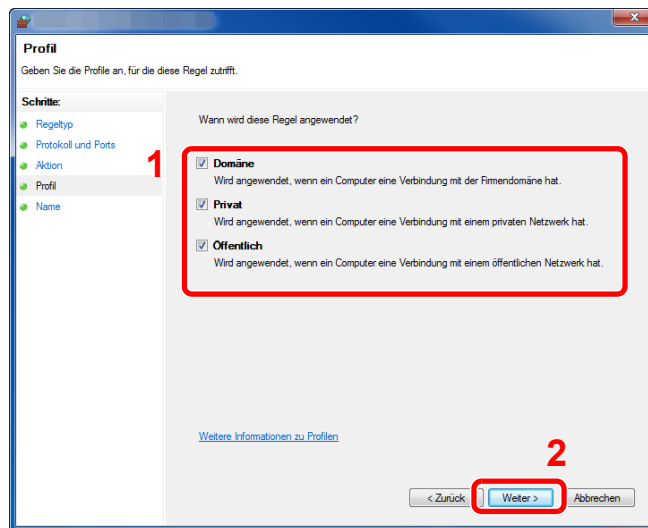 Profil
Geben Sie die Profile an, für die diese Regel zutrifft.
Schritte:
Regeltyp
Protokoll und Ports
Aktion
Profil
Name
Wann wird diese Regel angewendet?
1
Domäne
Wird angewendet, wenn ein Computer eine Verbindung mit der Firmendomäne hat.
Privat
Wird angewendet, wenn ein Computer eine Verbindung mit einem privaten Netzwerk hat.
Öffentlich
Wird angewendet, wenn ein Computer eine Verbindung mit einem öffentlichen Netzwerk hat.
Weitere Informationen zu Profilen
2
< Zurück
Weiter >
Abbrechen